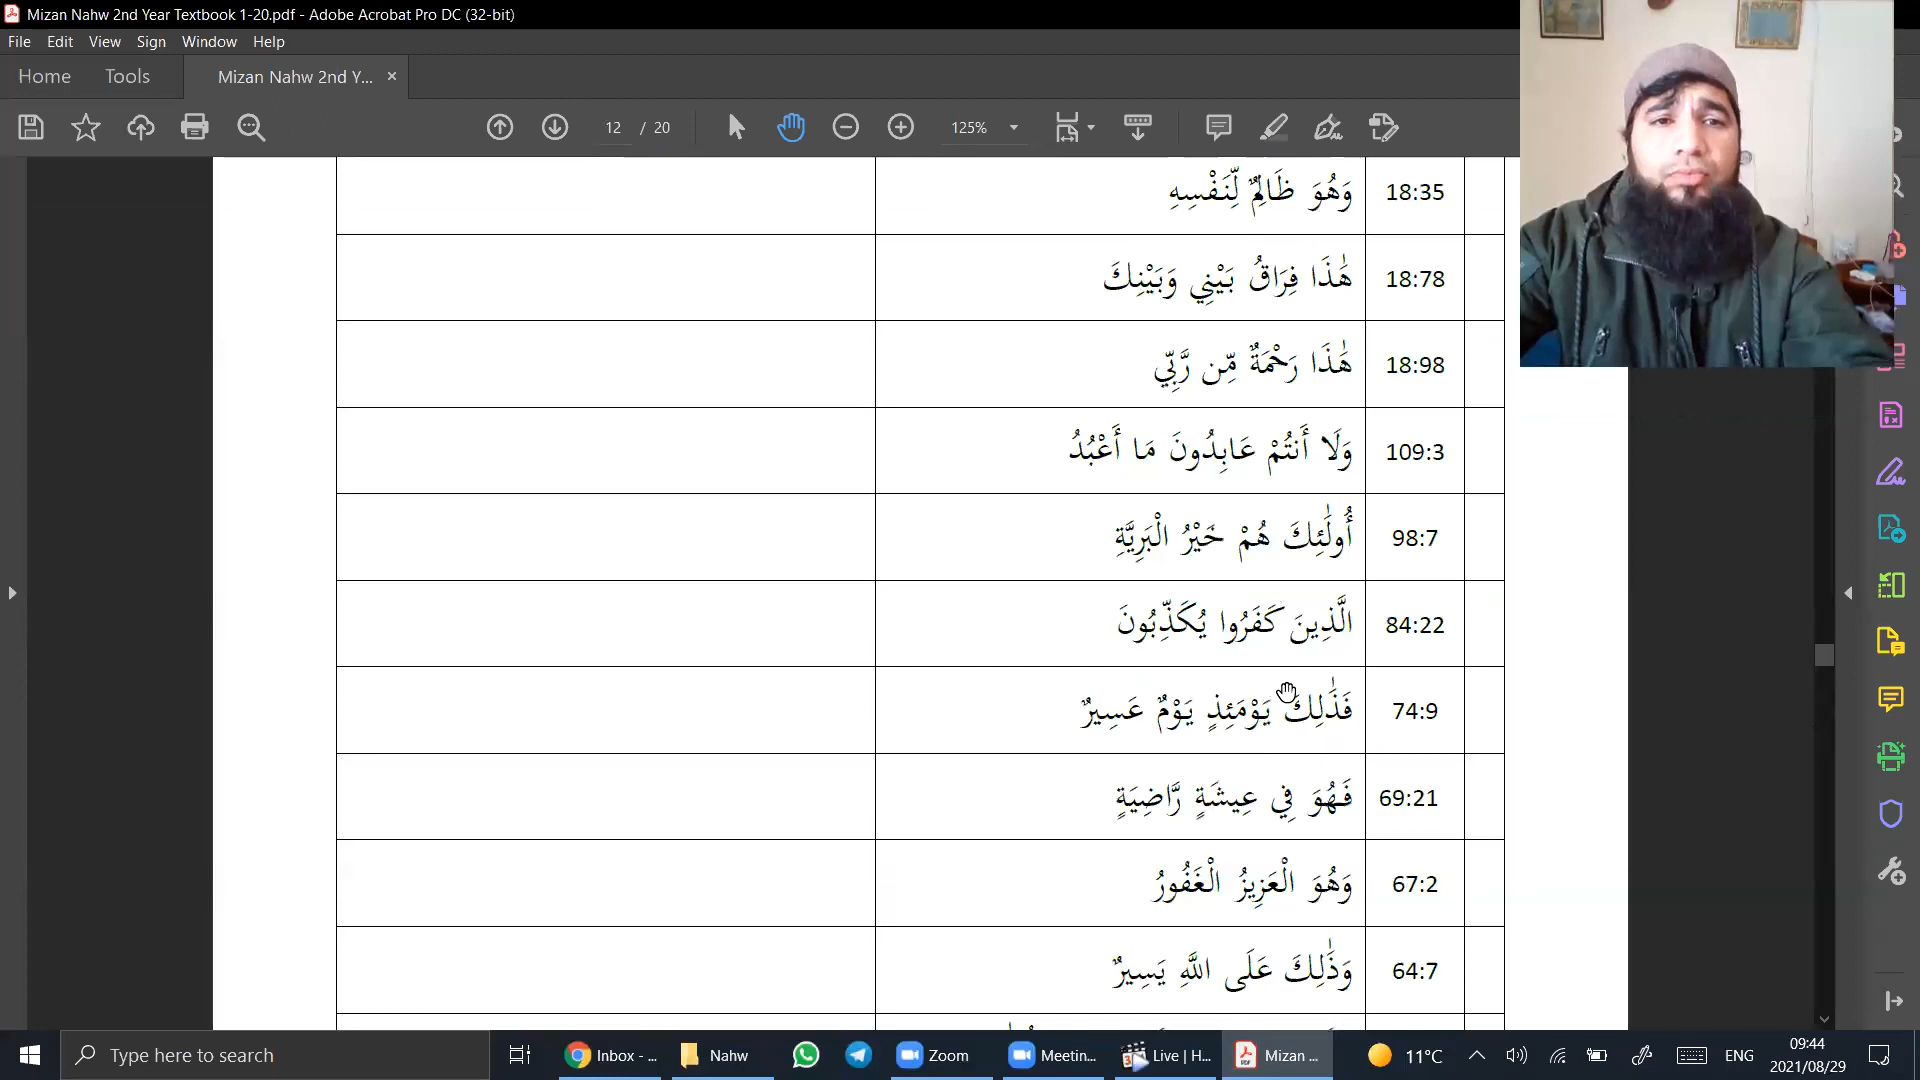 Mizan Nahw 2nd Year Textbook 1-20.pdf - Adobe Acrobat Pro DC (32-bit)
File Edit View Sign Window Help
Home Tools Mizan Nahw 2nd Y... ×
12 / 20 125%
18:35 وَهُوَ ظَالِمٌ لِّنَفْسِهِ
18:78 هَٰذَا فِرَاقُ بَيْنِي وَبَيْنِكَ
18:98 هَٰذَا رَحْمَةٌ مِّن رَّبِّي
109:3 وَلَا أَنتُمْ عَابِدُونَ مَا أَعْبُدُ
98:7 أُولَٰئِكَ هُمْ خَيْرُ الْبَرِيَّةِ
84:22 الَّذِينَ كَفَرُوا يُكَذِّبُونَ
74:9 فَذَٰلِكَ يَوْمَئِذٍ يَوْمٌ عَسِيرٌ
69:21 فَهُوَ فِي عِيشَةٍ رَّاضِيَةٍ
67:2 وَهُوَ الْعَزِيزُ الْغَفُورُ
64:7 وَذَٰلِكَ عَلَى اللَّهِ يَسِيرٌ
Type here to search Inbox - ... Nahw Zoom Meetin... Live | H... Mizan ... 11°C ENG 09:44
2021/08/29